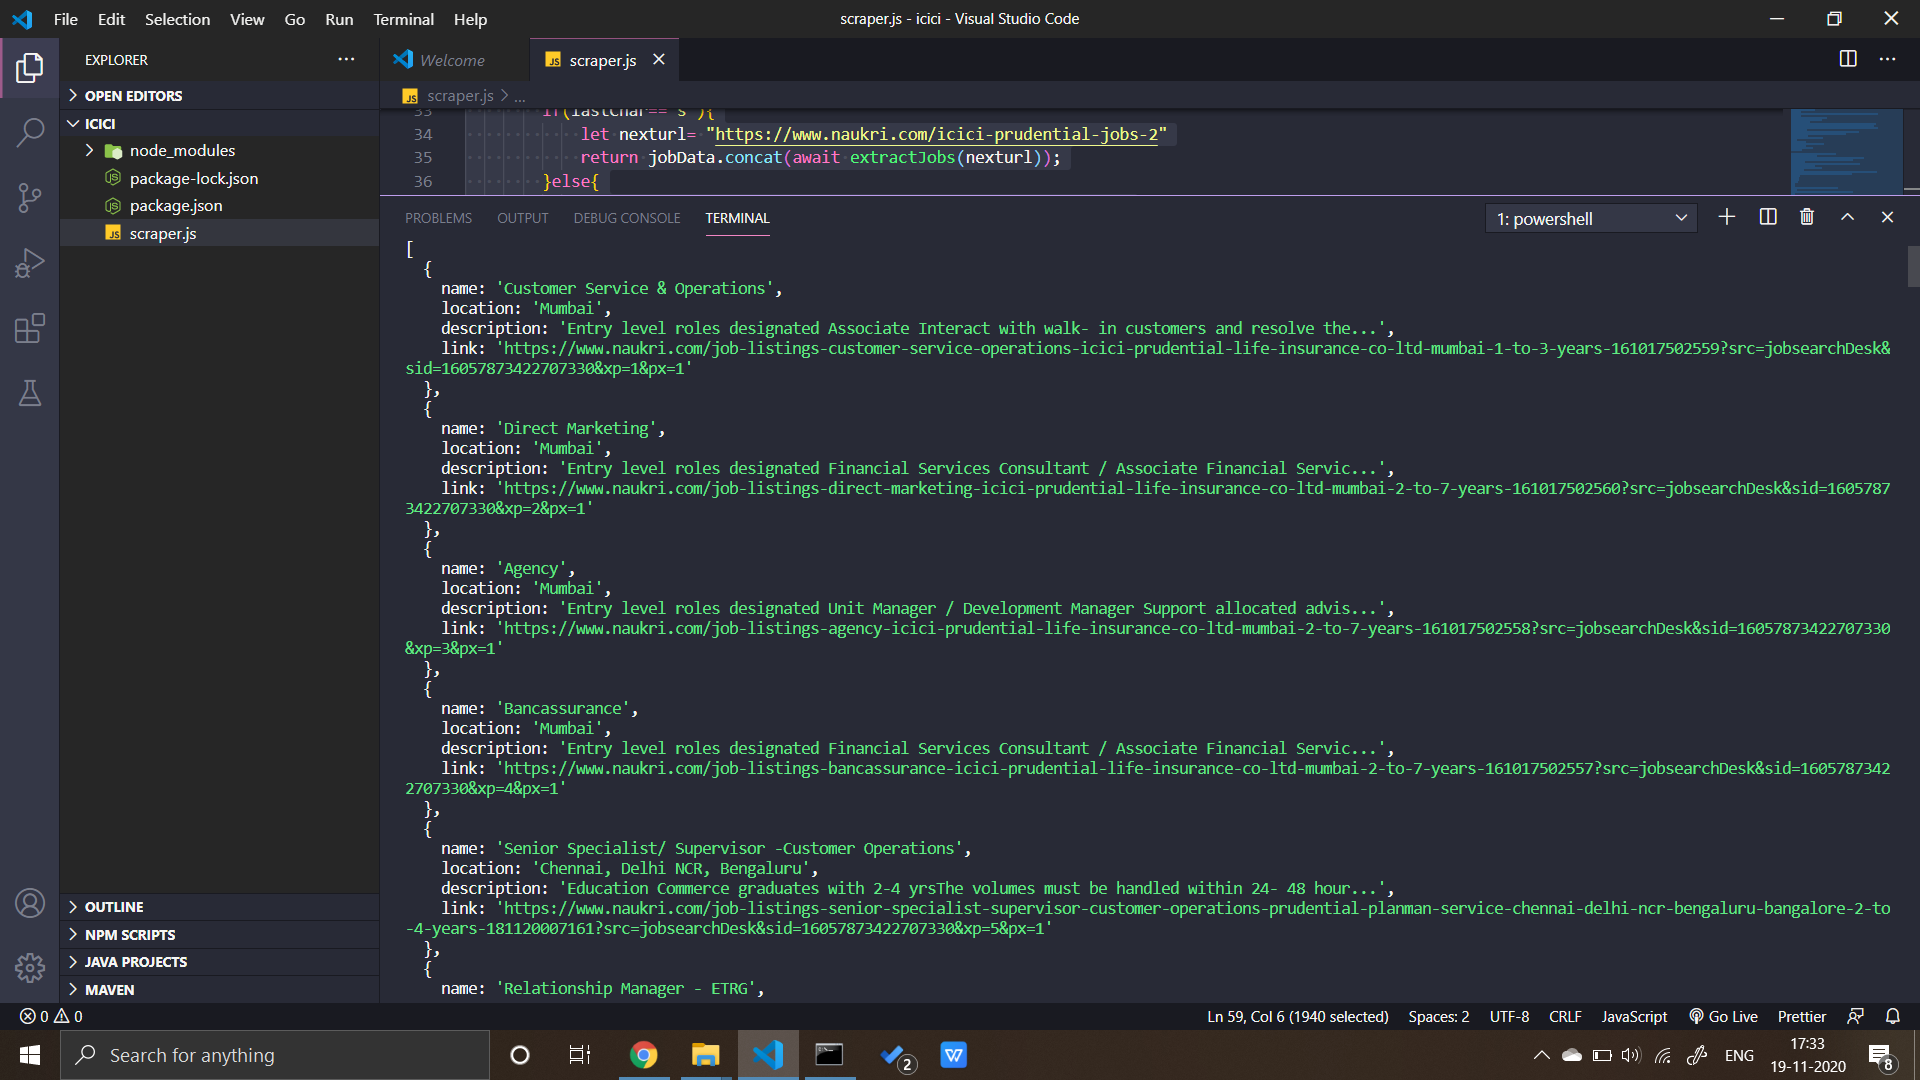 File Edit Selection View Go Run Terminal Help
scraper.js - icici - Visual Studio Code
EXPLORER
Welcome
JS scraper.js
OPEN EDITORS
JS scraper.js > ...
ICICI
node_modules
package-lock.json
package.json
JS scraper.js
33 if(lastChar=="s"){
34 let nexturl= "https://www.naukri.com/icici-prudential-jobs-2"
35 return jobData.concat(await extractJobs(nexturl));
36 }else{
PROBLEMS OUTPUT DEBUG CONSOLE TERMINAL
1: powershell
[
{
name: 'Customer Service & Operations',
location: 'Mumbai',
description: 'Entry level roles designated Associate Interact with walk- in customers and resolve the...',
link: 'https://www.naukri.com/job-listings-customer-service-operations-icici-prudential-life-insurance-co-ltd-mumbai-1-to-3-years-161017502559?src=jobsearchDesk&
sid=16057873422707330&xp=1&px=1'
},
{
name: 'Direct Marketing',
location: 'Mumbai',
description: 'Entry level roles designated Financial Services Consultant / Associate Financial Servic...',
link: 'https://www.naukri.com/job-listings-direct-marketing-icici-prudential-life-insurance-co-ltd-mumbai-2-to-7-years-161017502560?src=jobsearchDesk&sid=1605787
3422707330&xp=2&px=1'
},
{
name: 'Agency',
location: 'Mumbai',
description: 'Entry level roles designated Unit Manager / Development Manager Support allocated advis...',
link: 'https://www.naukri.com/job-listings-agency-icici-prudential-life-insurance-co-ltd-mumbai-2-to-7-years-161017502558?src=jobsearchDesk&sid=16057873422707330
&xp=3&px=1'
},
{
name: 'Bancassurance',
location: 'Mumbai',
description: 'Entry level roles designated Financial Services Consultant / Associate Financial Servic...',
link: 'https://www.naukri.com/job-listings-bancassurance-icici-prudential-life-insurance-co-ltd-mumbai-2-to-7-years-161017502557?src=jobsearchDesk&sid=1605787342
2707330&xp=4&px=1'
},
{
name: 'Senior Specialist/ Supervisor -Customer Operations',
location: 'Chennai, Delhi NCR, Bengaluru',
description: 'Education Commerce graduates with 2-4 yrsThe volumes must be handled within 24- 48 hour...',
link: 'https://www.naukri.com/job-listings-senior-specialist-supervisor-customer-operations-prudential-planman-service-chennai-delhi-ncr-bengaluru-bangalore-2-to
-4-years-181120007161?src=jobsearchDesk&sid=16057873422707330&xp=5&px=1'
},
{
name: 'Relationship Manager - ETRG',
OUTLINE
NPM SCRIPTS
JAVA PROJECTS
MAVEN
0 0
Ln 59, Col 6 (1940 selected) Spaces: 2 UTF-8 CRLF JavaScript Go Live Prettier
Search for anything
2
W
ENG
17:33
19-11-2020
8